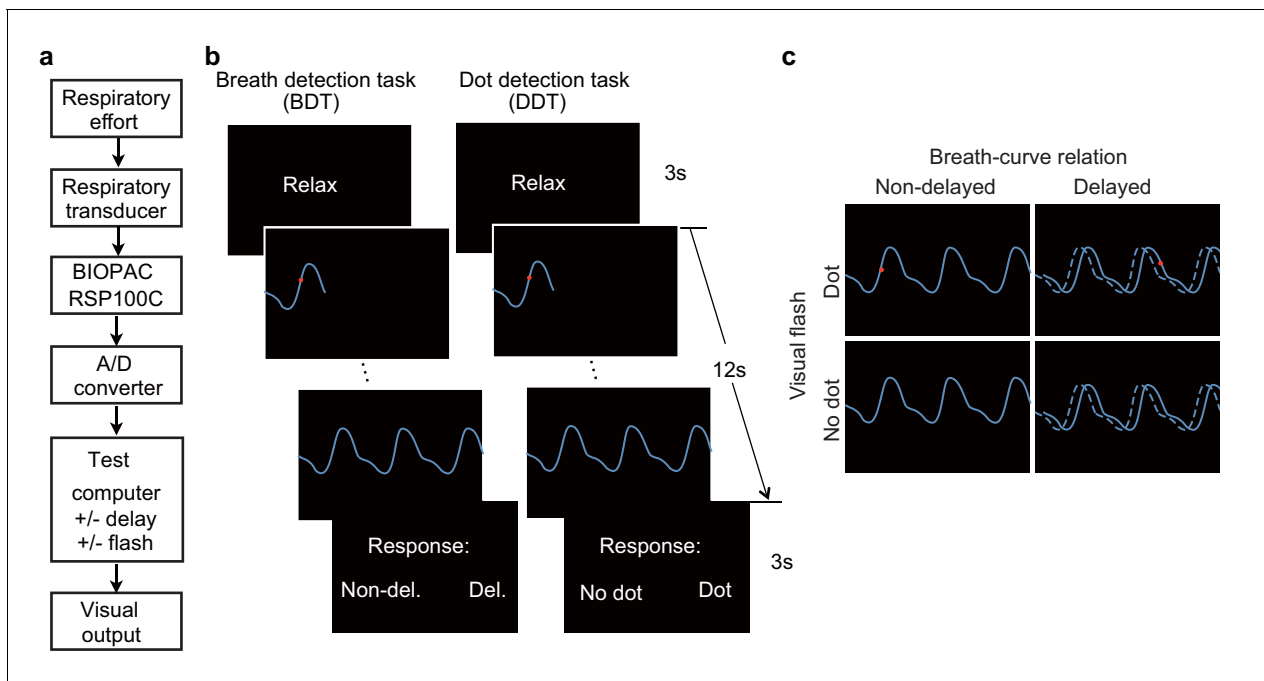 a
Respiratory
effort
Respiratory
transducer
BIOPAC
RSP100C
A/D
converter
Test
computer
+/- delay
+/- flash
Visual
output
b
Breath detection task
(BDT)
Dot detection task
(DDT)
Relax
Relax
3s
12s
Response:
Non-del. Del.
Response:
No dot Dot
3s
c
Breath-curve relation
Non-delayed Delayed
Visual flash
Dot
No dot